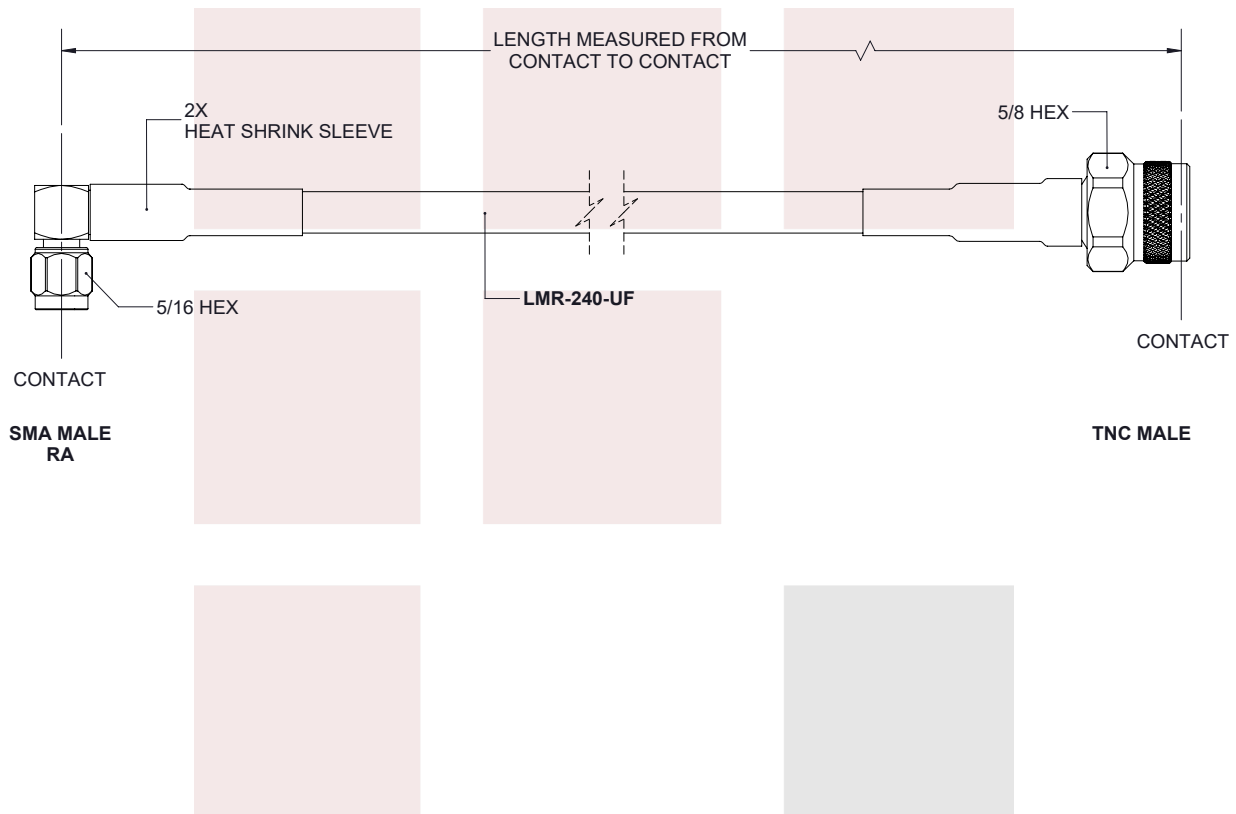 LENGTH MEASURED FROM
CONTACT TO CONTACT
2X
HEAT SHRINK SLEEVE
5/8 HEX
5/16 HEX
LMR-240-UF
CONTACT
CONTACT
SMA MALE
RA
TNC MALE